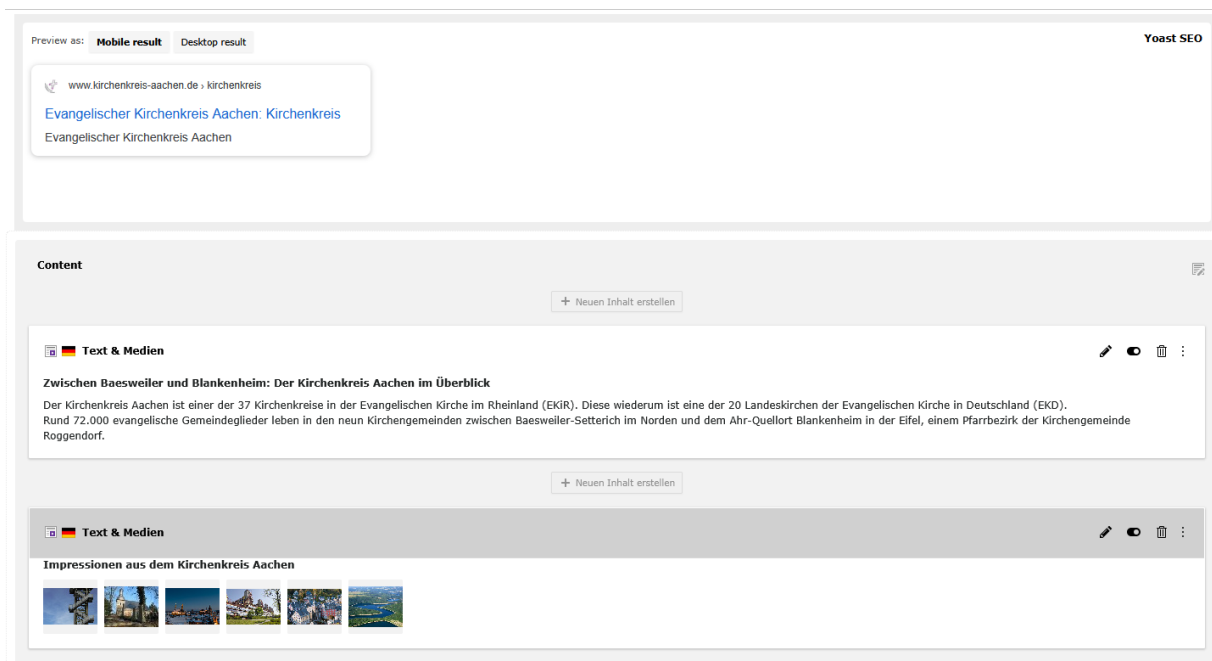 Preview as: Mobile result Desktop result Yoast SEO
www.kirchenkreis-aachen.de › kirchenkreis
Evangelischer Kirchenkreis Aachen: Kirchenkreis
Evangelischer Kirchenkreis Aachen
Content
+ Neuen Inhalt erstellen
Text & Medien
Zwischen Baesweiler und Blankenheim: Der Kirchenkreis Aachen im Überblick
Der Kirchenkreis Aachen ist einer der 37 Kirchenkreise in der Evangelischen Kirche im Rheinland (EKiR). Diese wiederum ist eine der 20 Landeskirchen der Evangelischen Kirche in Deutschland (EKD).
Rund 72.000 evangelische Gemeindeglieder leben in den neun Kirchengemeinden zwischen Baesweiler-Setterich im Norden und dem Ahr-Quellort Blankenheim in der Eifel, einem Pfarrbezirk der Kirchengemeinde
Roggendorf.
+ Neuen Inhalt erstellen
Text & Medien
Impressionen aus dem Kirchenkreis Aachen